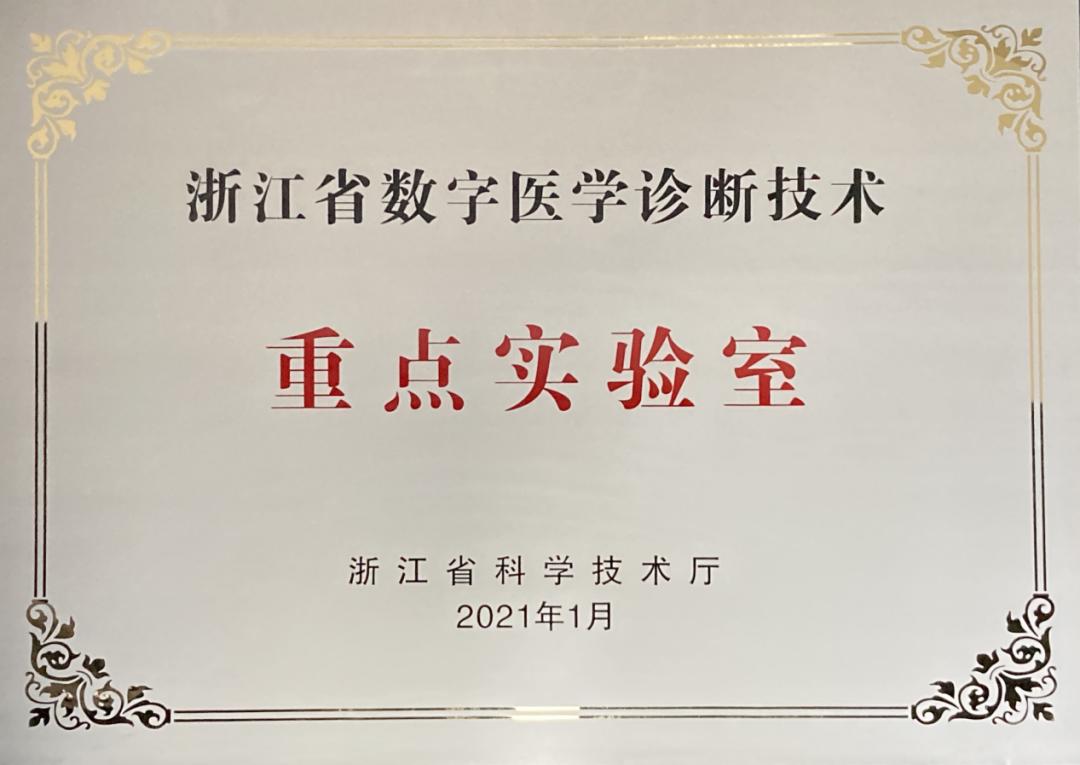 浙江省数字医学诊断技术
重点实验室
浙江省科学技术厅
2021年1月